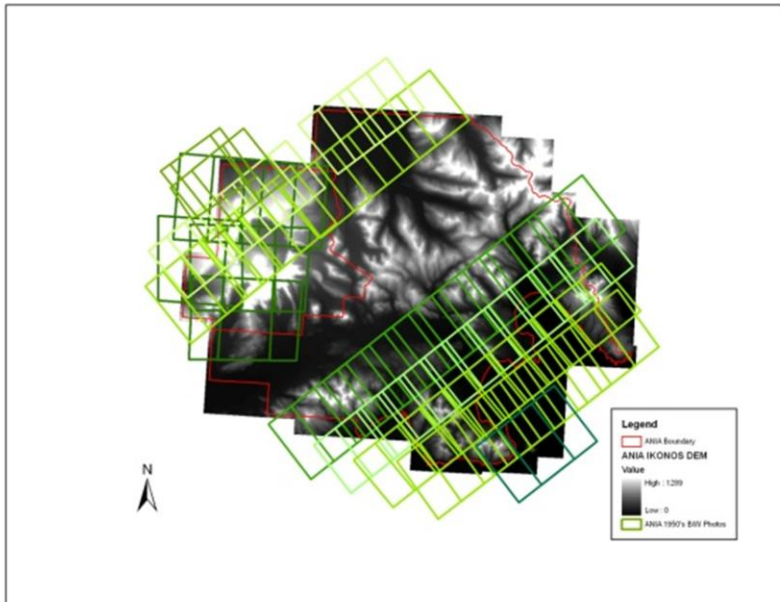 N
Legend
ANIA Boundary
ANIA IKONOS DEM
Value
High : 1289
Low : 0
ANIA 1950's B&W Photos